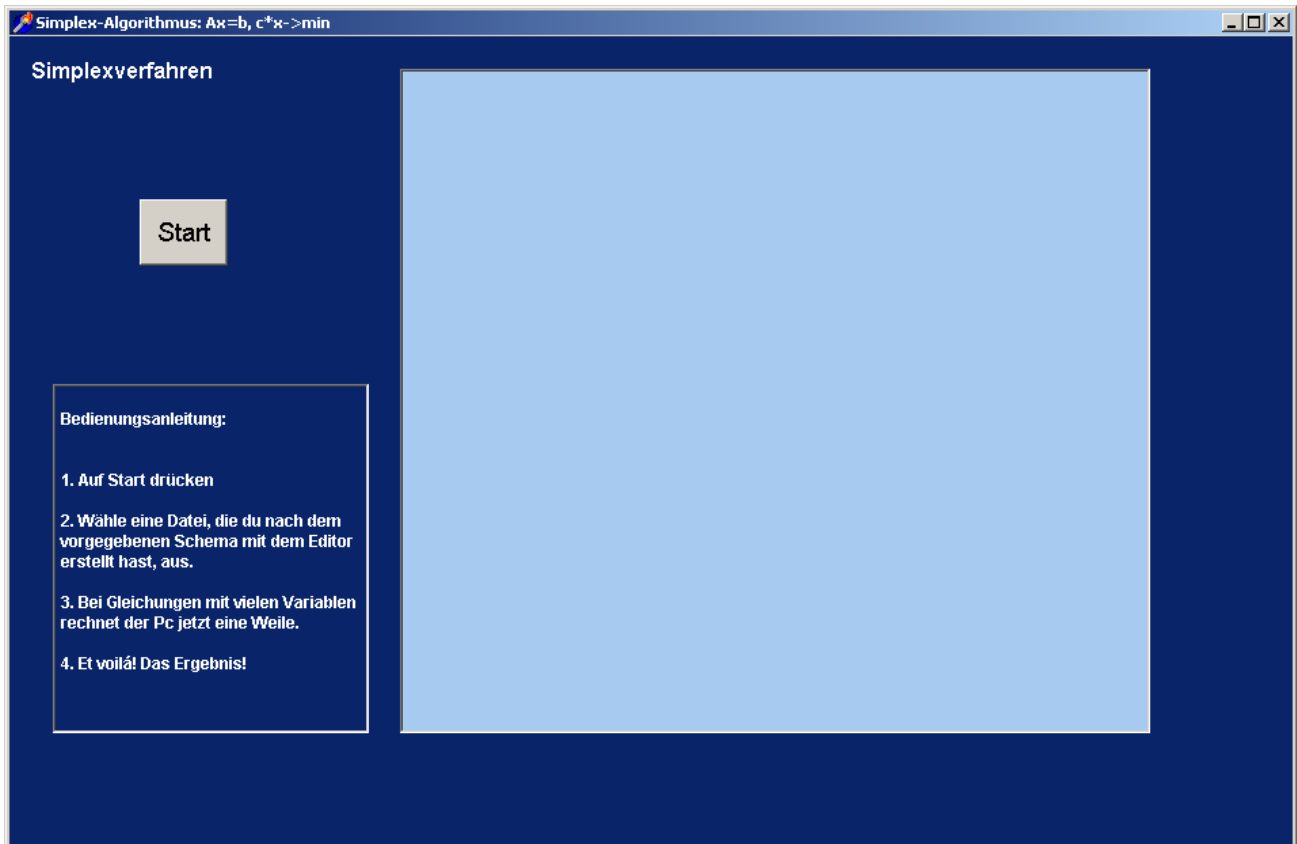 Simplex-Algorithmus: Ax=b, c*x->min
Simplexverfahren
Start
Bedienungsanleitung:
1. Auf Start drücken
2. Wähle eine Datei, die du nach dem
vorgegebenen Schema mit dem Editor
erstellt hast, aus.
3. Bei Gleichungen mit vielen Variablen
rechnet der Pc jetzt eine Weile.
4. Et voilá! Das Ergebnis!